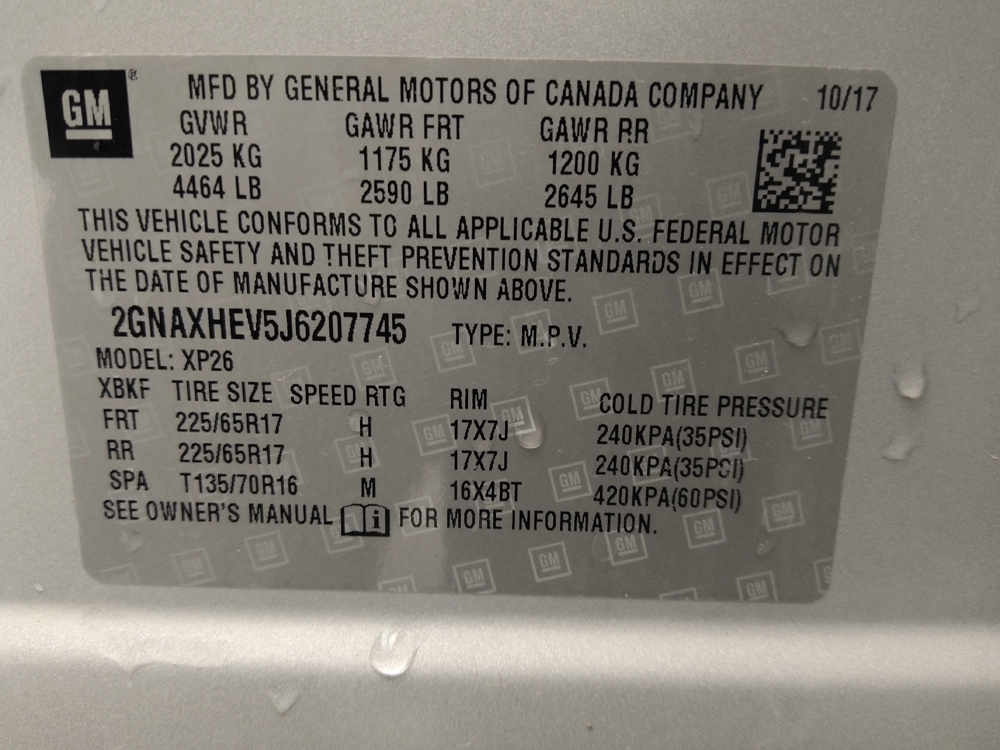 GM ®
MFD BY GENERAL MOTORS OF CANADA COMPANY 10/17
GVWR GAWR FRT GAWR RR
2025 KG 1175 KG 1200 KG
4464 LB 2590 LB 2645 LB
THIS VEHICLE CONFORMS TO ALL APPLICABLE U.S. FEDERAL MOTOR
VEHICLE SAFETY AND THEFT PREVENTION STANDARDS IN EFFECT ON
THE DATE OF MANUFACTURE SHOWN ABOVE.
2GNAXHEV5J6207745 TYPE: M.P.V.
MODEL: XP26
XBKF TIRE SIZE SPEED RTG RIM COLD TIRE PRESSURE
FRT 225/65R17 H 17X7J 240KPA(35PSI)
RR 225/65R17 H 17X7J 240KPA(35PSI)
SPA T135/70R16 M 16X4BT 420KPA(60PSI)
SEE OWNER'S MANUAL FOR MORE INFORMATION.